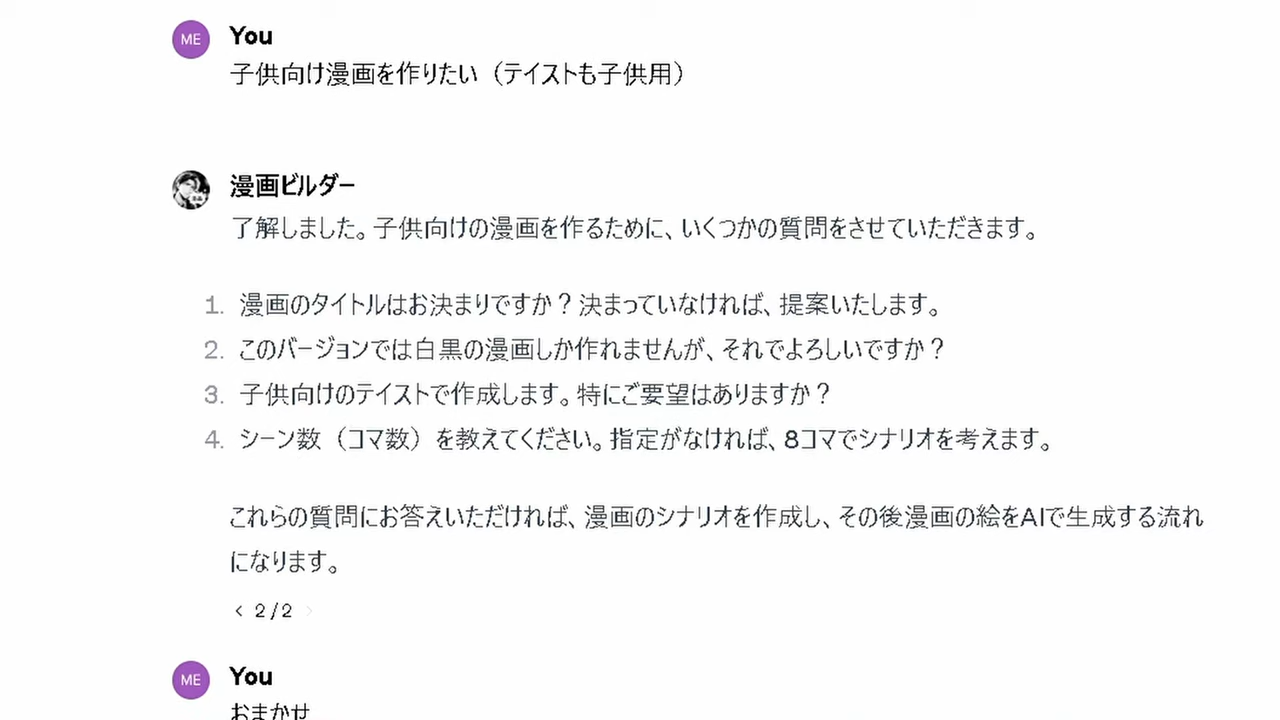 ME
You
子供向け漫画を作りたい（テイストも子供用）
漫画ビルダー
了解しました。子供向けの漫画を作るために、いくつかの質問をさせていただきます。
1. 漫画のタイトルはお決まりですか？決まっていなければ、提案いたします。
2. このバージョンでは白黒の漫画しか作れませんが、それでよろしいですか？
3. 子供向けのテイストで作成します。特にご要望はありますか？
4. シーン数（コマ数）を教えてください。指定がなければ、8コマでシナリオを考えます。
これらの質問にお答えいただければ、漫画のシナリオを作成し、その後漫画の絵をAIで生成する流れ
になります。
2/2
ME
You
おまかせ